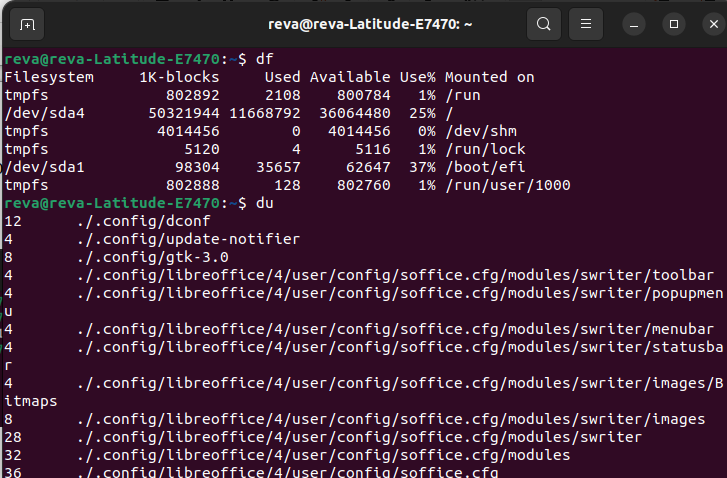 reva@reva-Latitude-E7470: ~
reva@reva-Latitude-E7470:~$ df
Filesystem     1K-blocks     Used Available Use% Mounted on
tmpfs             802892     2108    800784   1% /run
/dev/sda4       50321944 11668792  36064480  25% /
tmpfs            4014456        0   4014456   0% /dev/shm
tmpfs               5120        4      5116   1% /run/lock
/dev/sda1          98304    35657     62647  37% /boot/efi
tmpfs             802888      128    802760   1% /run/user/1000
reva@reva-Latitude-E7470:~$ du
12      ./.config/dconf
4       ./.config/update-notifier
8       ./.config/gtk-3.0
4       ./.config/libreoffice/4/user/config/soffice.cfg/modules/swriter/toolbar
4       ./.config/libreoffice/4/user/config/soffice.cfg/modules/swriter/popupmen
u
4       ./.config/libreoffice/4/user/config/soffice.cfg/modules/swriter/menubar
4       ./.config/libreoffice/4/user/config/soffice.cfg/modules/swriter/statusba
r
4       ./.config/libreoffice/4/user/config/soffice.cfg/modules/swriter/images/B
itmaps
8       ./.config/libreoffice/4/user/config/soffice.cfg/modules/swriter/images
28      ./.config/libreoffice/4/user/config/soffice.cfg/modules/swriter
32      ./.config/libreoffice/4/user/config/soffice.cfg/modules
36      ./.config/libreoffice/4/user/config/soffice.cfg